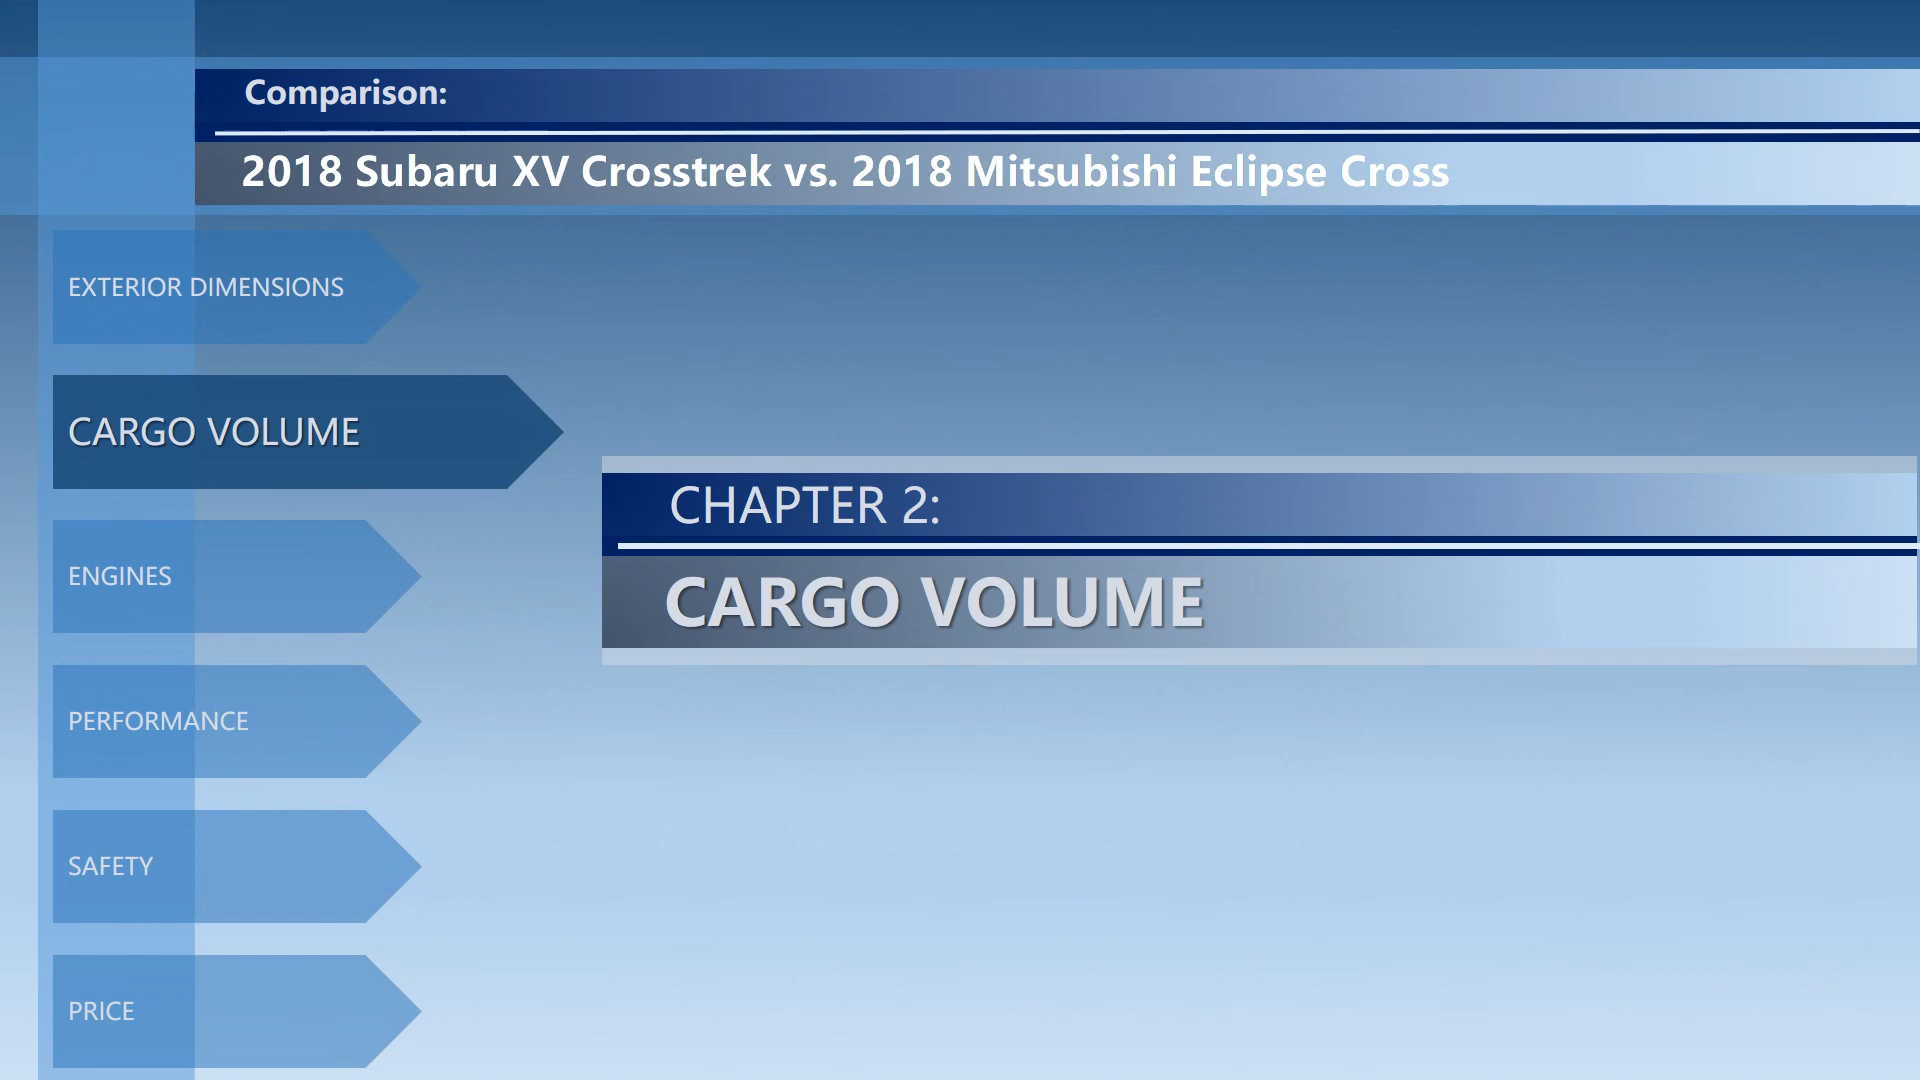 Comparison:
2018 Subaru XV Crosstrek vs. 2018 Mitsubishi Eclipse Cross
EXTERIOR DIMENSIONS
CARGO VOLUME
ENGINES
PERFORMANCE
SAFETY
PRICE
CHAPTER 2:
CARGO VOLUME